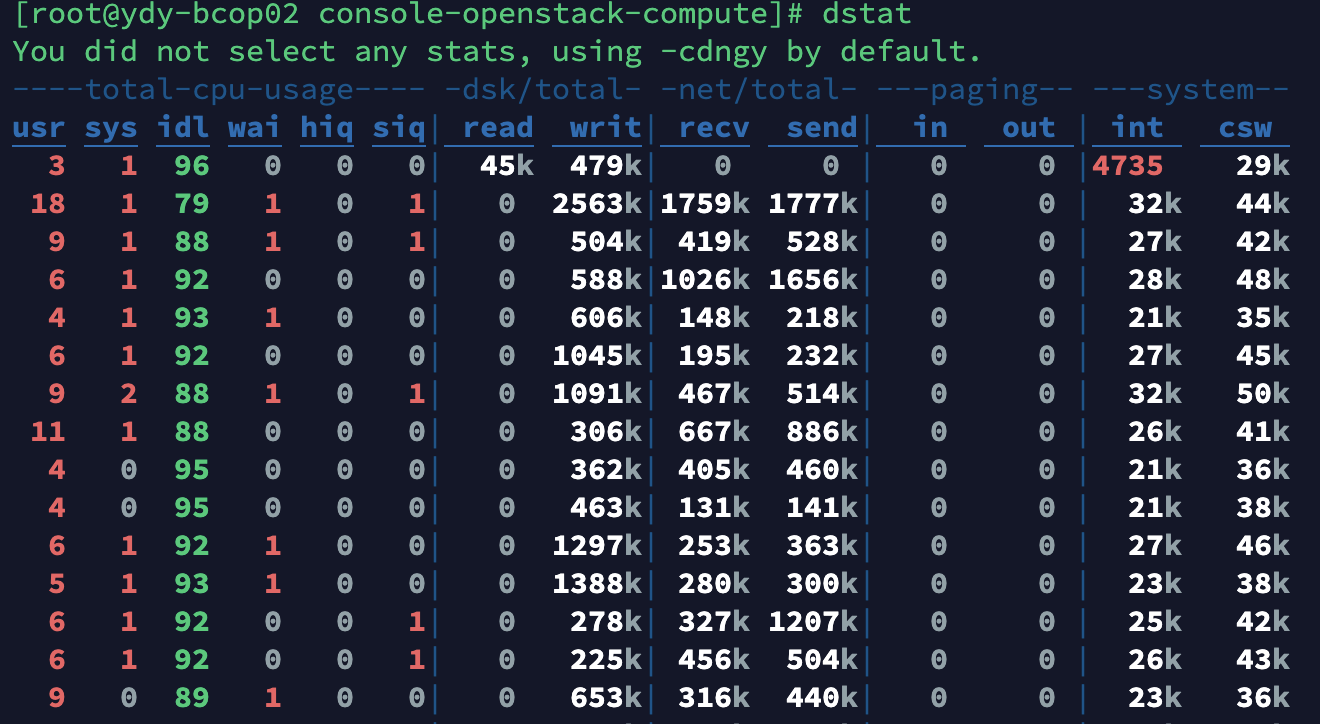 [root@ydy-bcop02 console-openstack-compute]# dstat
You did not select any stats, using -cdngy by default.
----total-cpu-usage---- -dsk/total- -net/total- ---paging-- ---system--
usr sys idl wai hiq siq| read  writ| recv  send|  in   out | int   csw
  3   1  96   0   0   0|  45k  479k|   0     0 |   0     0 |4735    29k
 18   1  79   1   0   1|   0  2563k|1759k 1777k|   0     0 |  32k   44k
  9   1  88   1   0   1|   0   504k| 419k  528k|   0     0 |  27k   42k
  6   1  92   0   0   0|   0   588k|1026k 1656k|   0     0 |  28k   48k
  4   1  93   1   0   0|   0   606k| 148k  218k|   0     0 |  21k   35k
  6   1  92   0   0   0|   0  1045k| 195k  232k|   0     0 |  27k   45k
  9   2  88   1   0   1|   0  1091k| 467k  514k|   0     0 |  32k   50k
 11   1  88   0   0   0|   0   306k| 667k  886k|   0     0 |  26k   41k
  4   0  95   0   0   0|   0   362k| 405k  460k|   0     0 |  21k   36k
  4   0  95   0   0   0|   0   463k| 131k  141k|   0     0 |  21k   38k
  6   1  92   1   0   0|   0  1297k| 253k  363k|   0     0 |  27k   46k
  5   1  93   1   0   0|   0  1388k| 280k  300k|   0     0 |  23k   38k
  6   1  92   0   0   1|   0   278k| 327k 1207k|   0     0 |  25k   42k
  6   1  92   0   0   1|   0   225k| 456k  504k|   0     0 |  26k   43k
  9   0  89   1   0   0|   0   653k| 316k  440k|   0     0 |  23k   36k